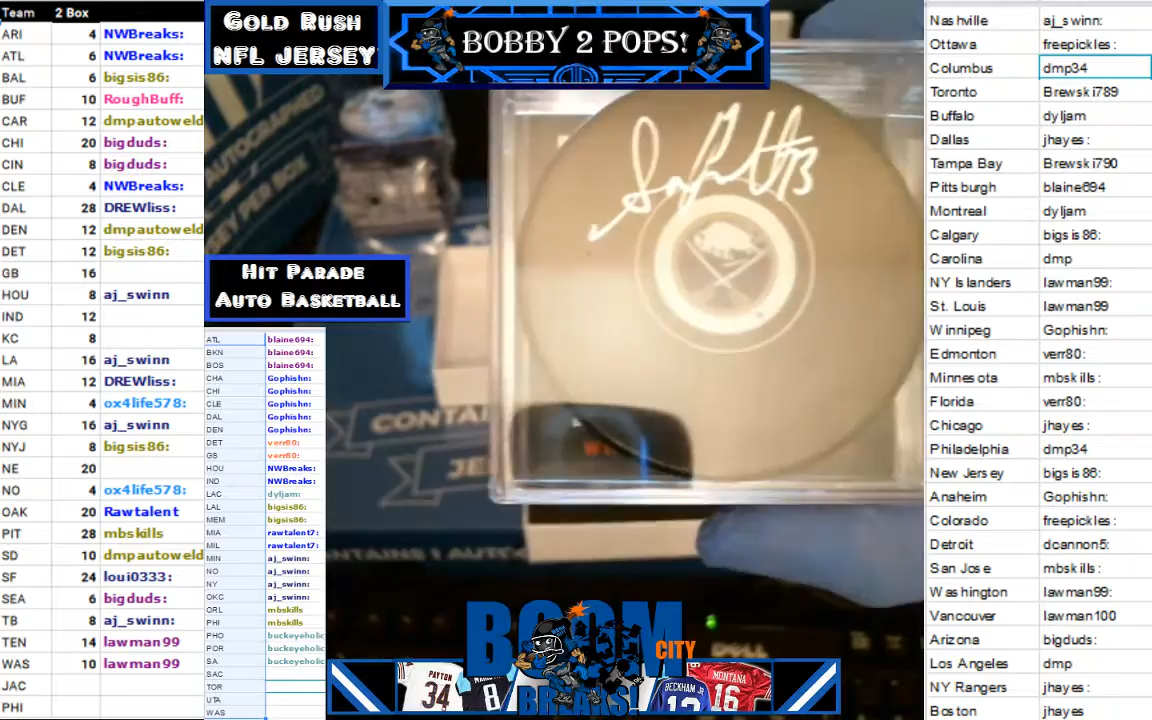 Team 2 Box
ARI 4 NWBreaks:
ATL 6 NWBreaks:
BAL 6 bigsis86:
BUF 10 RoughBuff:
CAR 12 dmpautoweld
CHI 20 bigduds:
CIN 8 bigduds:
CLE 4 NWBreaks:
DAL 28 DREWliss:
DEN 12 dmpautoweld
DET 12 bigsis86:
GB 16
HOU 8 aj_swinn
IND 12
KC 8
LA 16 aj_swinn
MIA 12 DREWliss:
MIN 4 ox4life578:
NYG 16 aj_swinn
NYJ 8 bigsis86:
NE 20
NO 4 ox4life578:
OAK 20 Rawtalent
PIT 28 mbskills
SD 10 dmpautoweld
SF 24 loui0333:
SEA 6 bigduds:
TB 8 aj_swinn:
TEN 14 lawman99
WAS 10 lawman99
JAC
PHI
Gold Rush
NFL Jersey
BOBBY 2 POPS!
Hit Parade
Auto Basketball
ATL blaine694:
BKN blaine694:
BOS blaine694:
CHA Gophishn:
CHI Gophishn:
CLE Gophishn:
DAL Gophishn:
DEN Gophishn:
DET verr80:
GS verr80:
HOU NWBreaks:
IND NWBreaks:
LAC dyljam:
LAL bigsis86:
MEM bigsis86:
MIA rawtalent7:
MIL rawtalent7:
MIN aj_swinn:
NO aj_swinn:
NY aj_swinn:
OKC aj_swinn:
ORL mbskills
PHI mbskills
PHO buckeyeholic
POR buckeyeholic
SA buckeyeholic
SAC
TOR
UTA
WAS
AUTOGRAPHED
PER BOX
CONTAI
JE
NTAINS 1 AUTO
BOOM
CITY
BREAKS!
PAYTON
34
8
BECKHAM JR
13
MONTANA
16
Nashville aj_swinn:
Ottawa freepickles:
Columbus dmp34
Toronto Brewski789
Buffalo dyljam
Dallas jhayes:
Tampa Bay Brewski790
Pittsburgh blaine694
Montreal dyljam
Calgary bigsis86:
Carolina dmp
NY Islanders lawman99:
St. Louis lawman99
Winnipeg Gophishn:
Edmonton verr80:
Minnesota mbskills:
Florida verr80:
Chicago jhayes:
Philadelphia dmp34
New Jersey bigsis86:
Anaheim Gophishn:
Colorado freepickles:
Detroit dcannon5:
San Jose mbskills:
Washington lawman99:
Vancouver lawman100
Arizona bigduds:
Los Angeles dmp
NY Rangers jhayes:
Boston jhayes